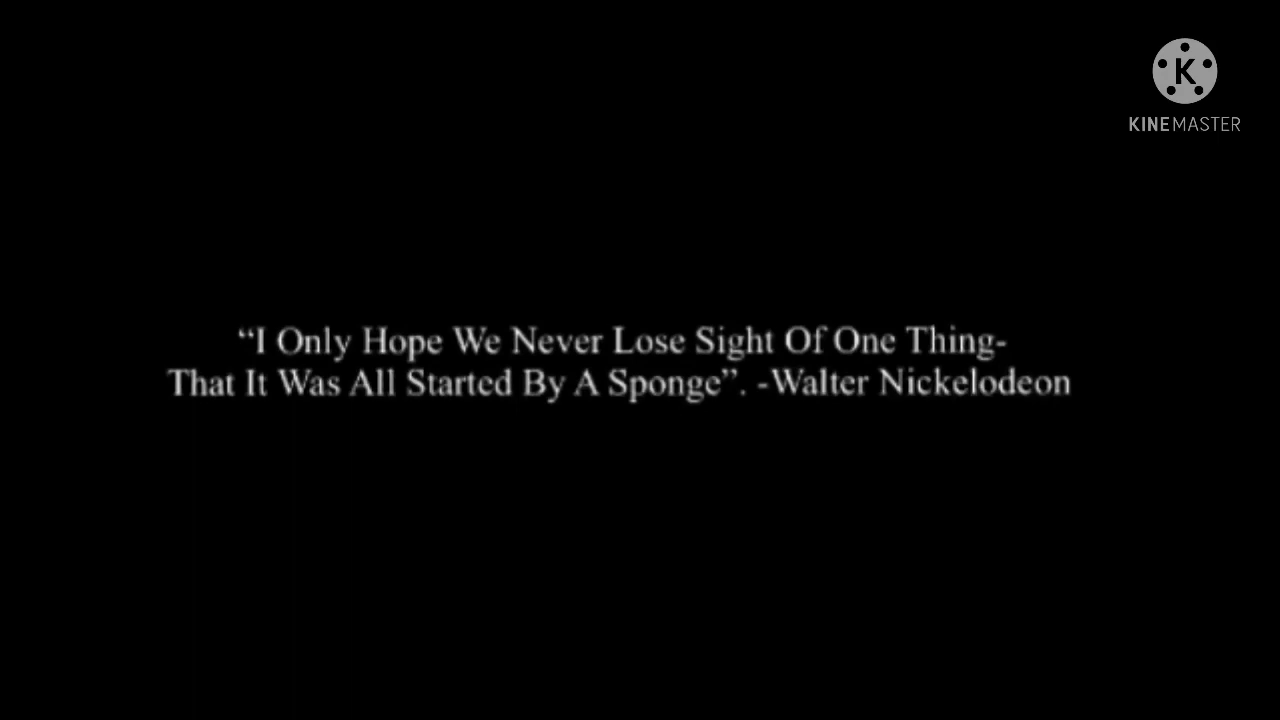 K
KINEMASTER
“I Only Hope We Never Lose Sight Of One Thing-
That It Was All Started By A Sponge”. -Walter Nickelodeon